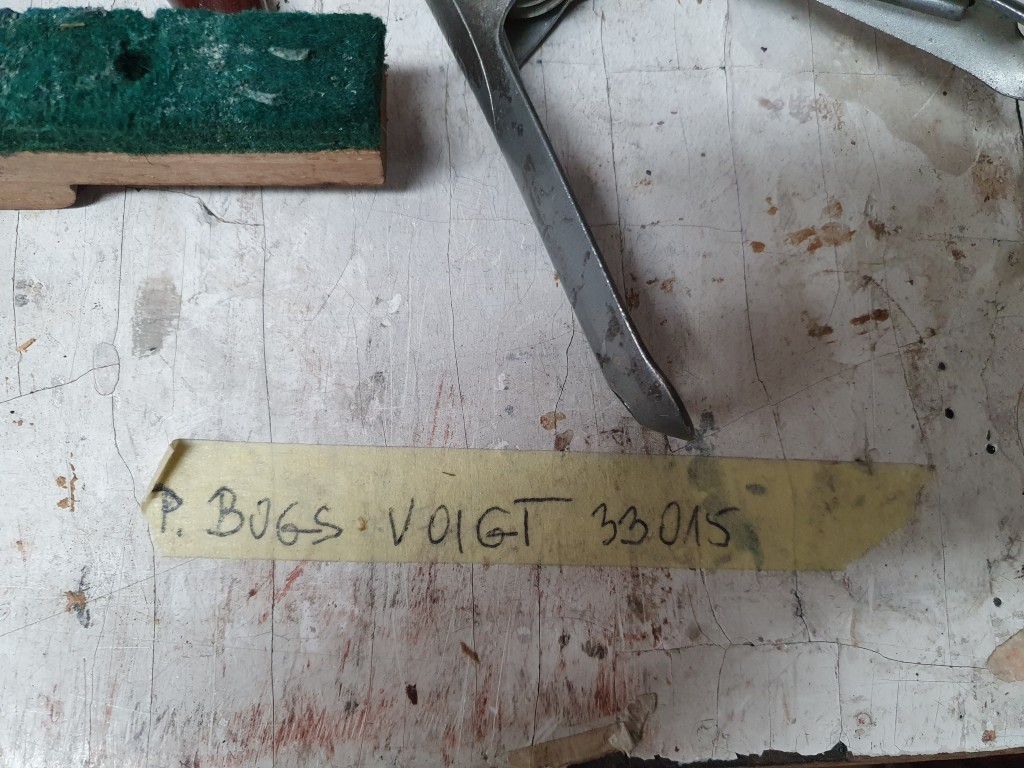 P. BUGS · VOIGT 33015